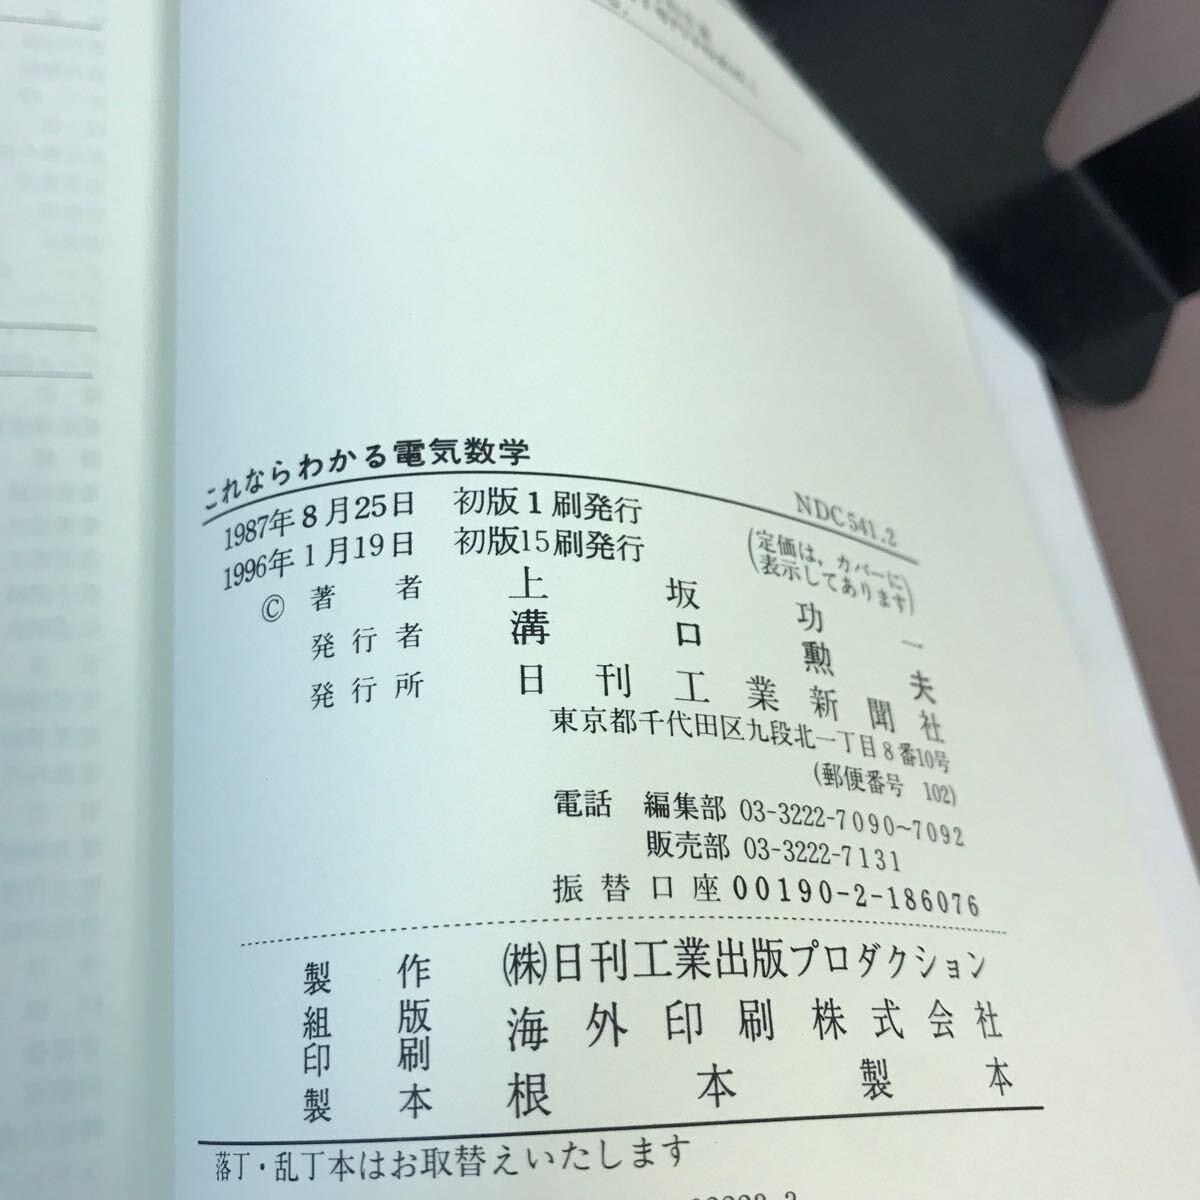 これならわかる電気数学
NDC 541.2
1987年8月25日 初版1刷発行
1996年1月19日 初版15刷発行
(定価は,カバーに
表示してあります)
© 著者 上坂功一
発行者 溝口勲夫
発行所 日刊工業新聞社
東京都千代田区九段北一丁目8番10号
(郵便番号 102)
電話 編集部 03-3222-7090~7092
販売部 03-3222-7131
振替口座 00190-2-186076
製作 (株)日刊工業出版プロダクション
組版
印刷 海外印刷株式会社
製本 根本製本
落丁・乱丁本はお取替えいたします